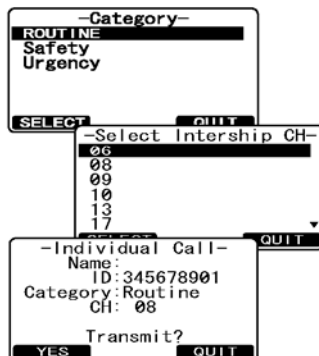 -Category-
ROUTINE
Safety
Urgency
SELECT QUIT
-Select Intership CH-
06
08
09
10
13
17
SELECT QUIT
-Individual Call-
Name:
ID:345678901
Category:Routine
CH: 08
Transmit?
YES QUIT